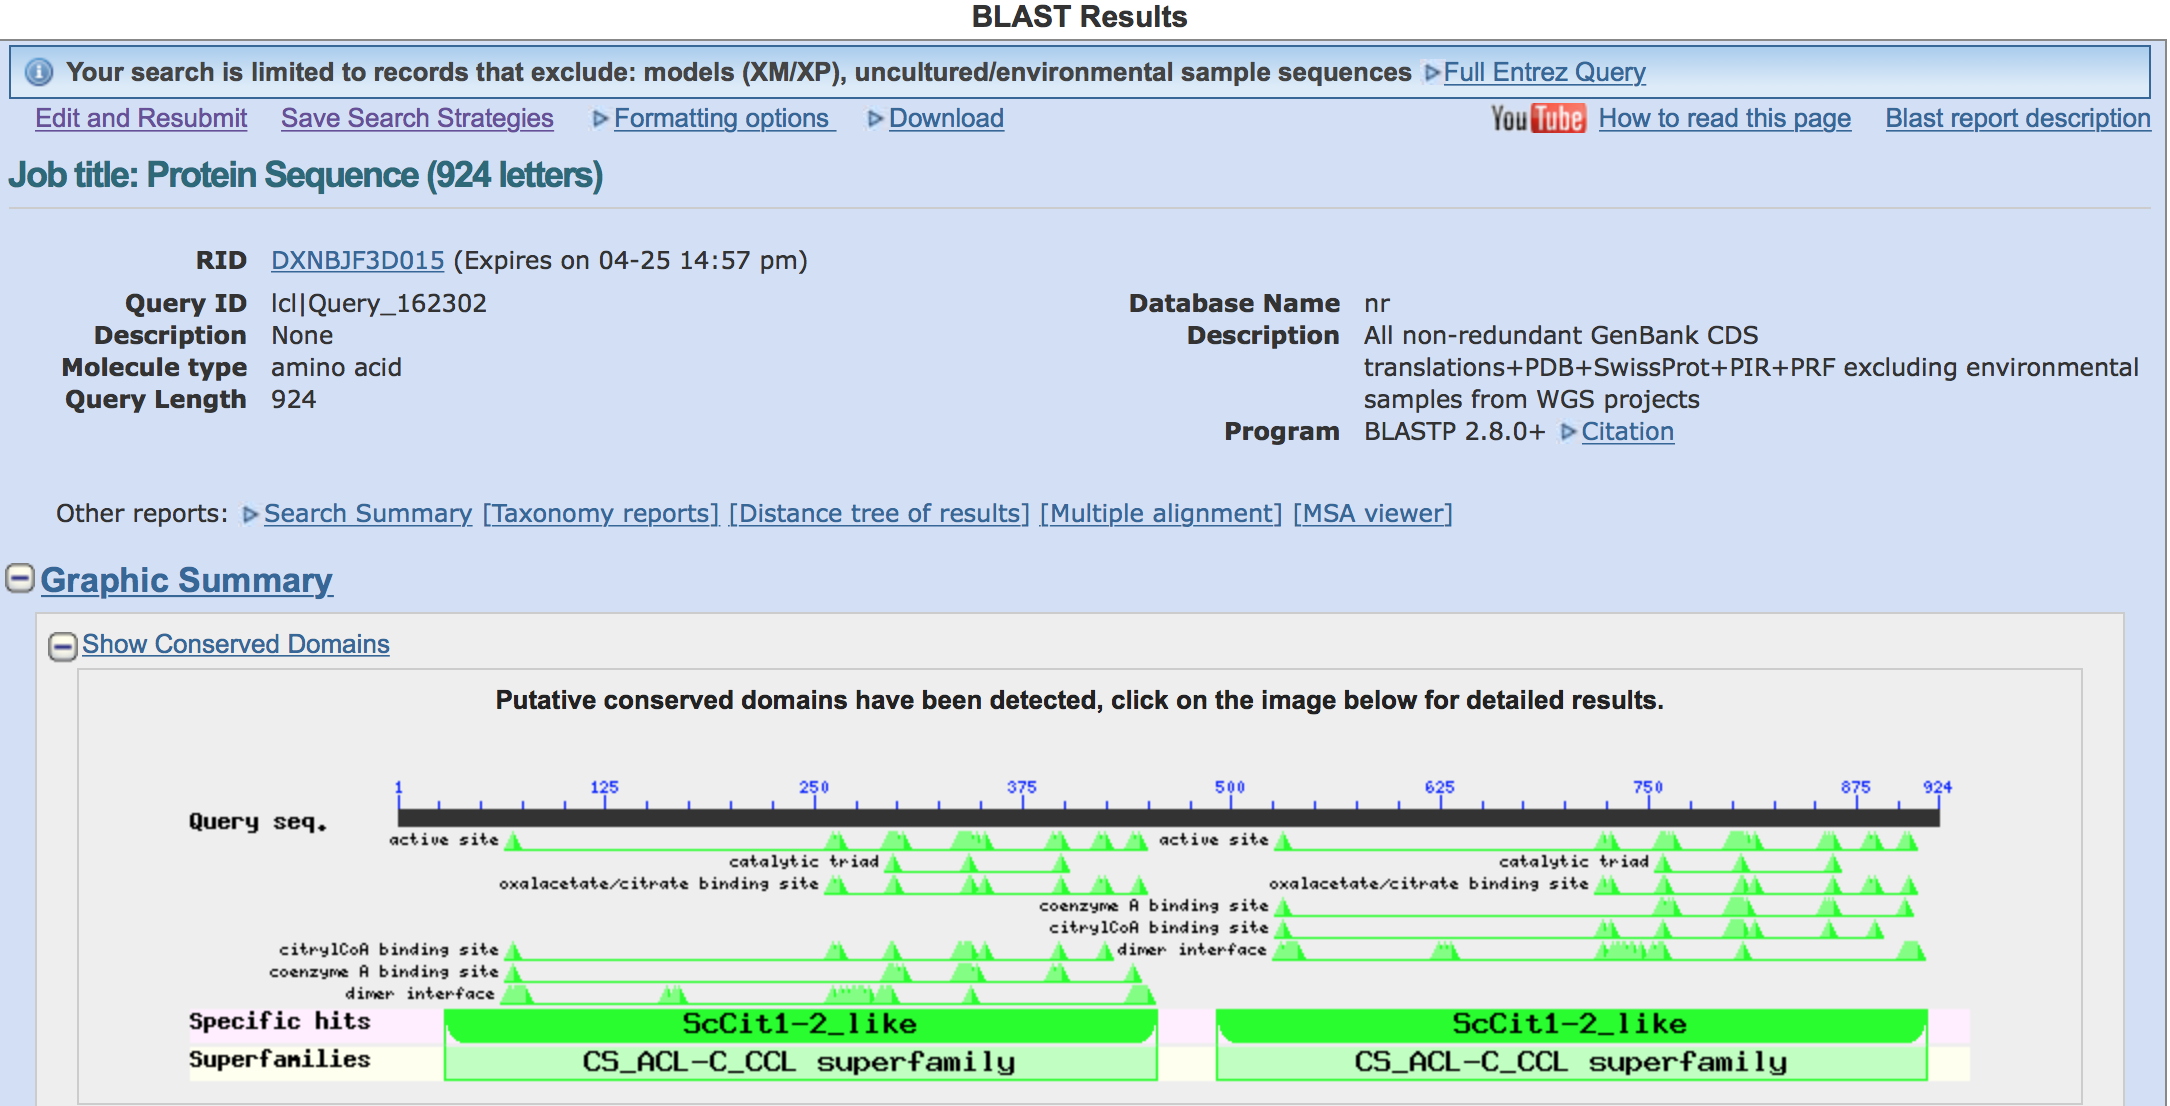 BLAST Results
Your search is limited to records that exclude: models (XM/XP), uncultured/environmental sample sequences Full Entrez Query
Edit and Resubmit Save Search Strategies Formatting options Download YouTube How to read this page Blast report description
Job title: Protein Sequence (924 letters)
RID DXNBJF3D015 (Expires on 04-25 14:57 pm)
Query ID lcl|Query_162302
Description None
Molecule type amino acid
Query Length 924
Database Name nr
Description All non-redundant GenBank CDS
translations+PDB+SwissProt+PIR+PRF excluding environmental
samples from WGS projects
Program BLASTP 2.8.0+ Citation
Other reports: Search Summary [Taxonomy reports] [Distance tree of results] [Multiple alignment] [MSA viewer]
Graphic Summary
Show Conserved Domains
Putative conserved domains have been detected, click on the image below for detailed results.
1 125 250 375 500 625 750 875 924
Query seq.
active site active site
catalytic triad catalytic triad
oxalacetate/citrate binding site oxalacetate/citrate binding site
coenzyme A binding site
citrylCoA binding site
citrylCoA binding site dimer interface
coenzyme A binding site
dimer interface
Specific hits ScCit1-2_like ScCit1-2_like
Superfamilies CS_ACL-C_CCL superfamily CS_ACL-C_CCL superfamily